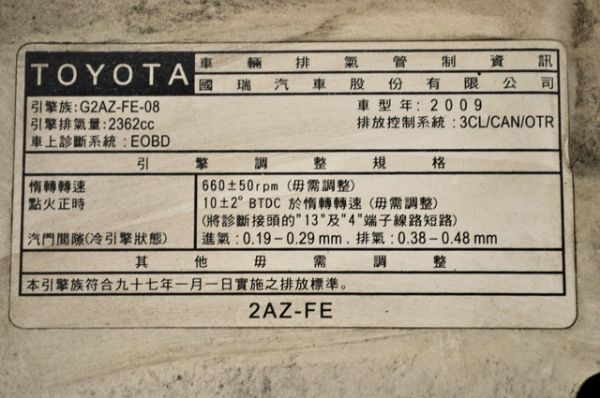 TOYOTA
車輛排氣管制資訊
國瑞汽車股份有限公司
引擎族:G2AZ-FE-08
車型年:2009
引擎排氣量:2362cc
排放控制系統:3CL/CAN/OTR
車上診斷系統:EOBD
引擎調整規格
惰轉轉速 660±50rpm (毋需調整)
點火正時 10±2° BTDC 於惰轉轉速 (毋需調整)
(將診斷接頭的"13"及"4"端子線路短路)
汽門間隙(冷引擎狀態) 進氣:0.19-0.29mm、排氣:0.38-0.48mm
其他毋需調整
本引擎族符合九十七年一月一日實施之排放標準。
2AZ-FE